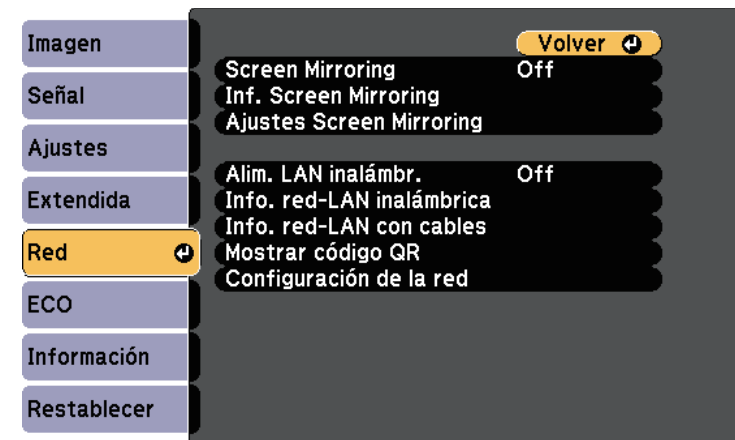 Imagen
Señal
Ajustes
Extendida
Red
ECO
Información
Restablecer
Volver
Screen Mirroring Off
Inf. Screen Mirroring
Ajustes Screen Mirroring
Alim. LAN inalámbr. Off
Info. red-LAN inalámbrica
Info. red-LAN con cables
Mostrar código QR
Configuración de la red